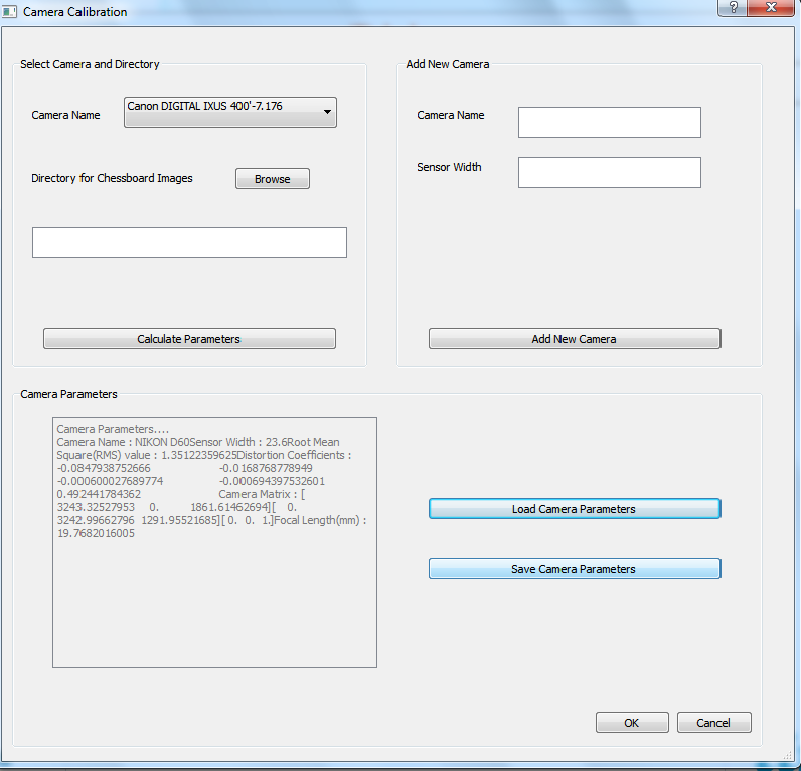 Camera Calibration
Select Camera and Directory
Camera Name
Canon DIGITAL IXUS 400'-7.176
Directory for Chessboard Images
Browse
Calculate Parameters
Add New Camera
Camera Name
Sensor Width
Add New Camera
Camera Parameters
Camera Parameters....
Camera Name : NIKON D60Sensor Width : 23.6Root Mean
Square(RMS) value : 1.35122359625Distortion Coefficients :
-0.0847938752666 -0.0168768778949
-0.000600027689774 -0.000694397532601
0.492441784362 Camera Matrix : [
3243.32527953 0. 1861.61452694][ 0.
3242.99662796 1291.95521685][ 0. 0. 1.]Focal Length(mm) :
19.7682016005
Load Camera Parameters
Save Camera Parameters
OK
Cancel